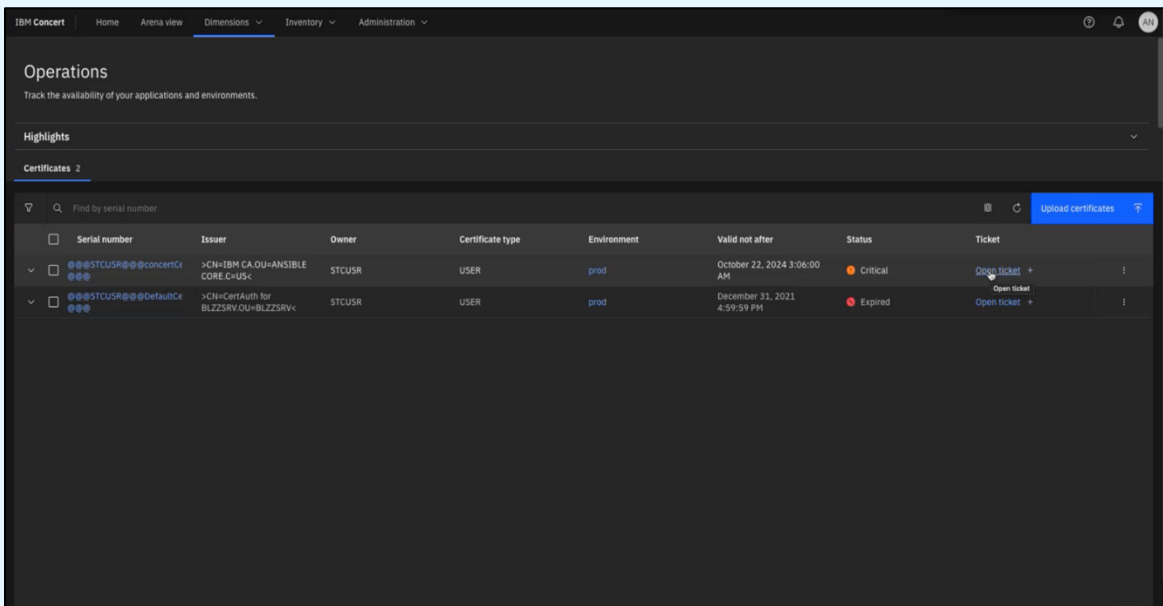 IBM Concert Home Arena view Dimensions Inventory Administration AN
Operations
Track the availability of your applications and environments.
Highlights
Certificates 2
Find by serial number Upload certificates
Serial number Issuer Owner Certificate type Environment Valid not after Status Ticket
@@@STCUSR@@@concertCe >CN=IBM CA.OU=ANSIBLE STCUSR USER prod October 22, 2024 3:06:00 Critical Open ticket +
@@@ CORE.C=US< AM
Open ticket
@@@STCUSR@@@DefaultCe >CN=CertAuth for STCUSR USER prod December 31, 2021 Expired Open ticket +
@@@ BLZZSRV.OU=BLZZSRV< 4:59:59 PM